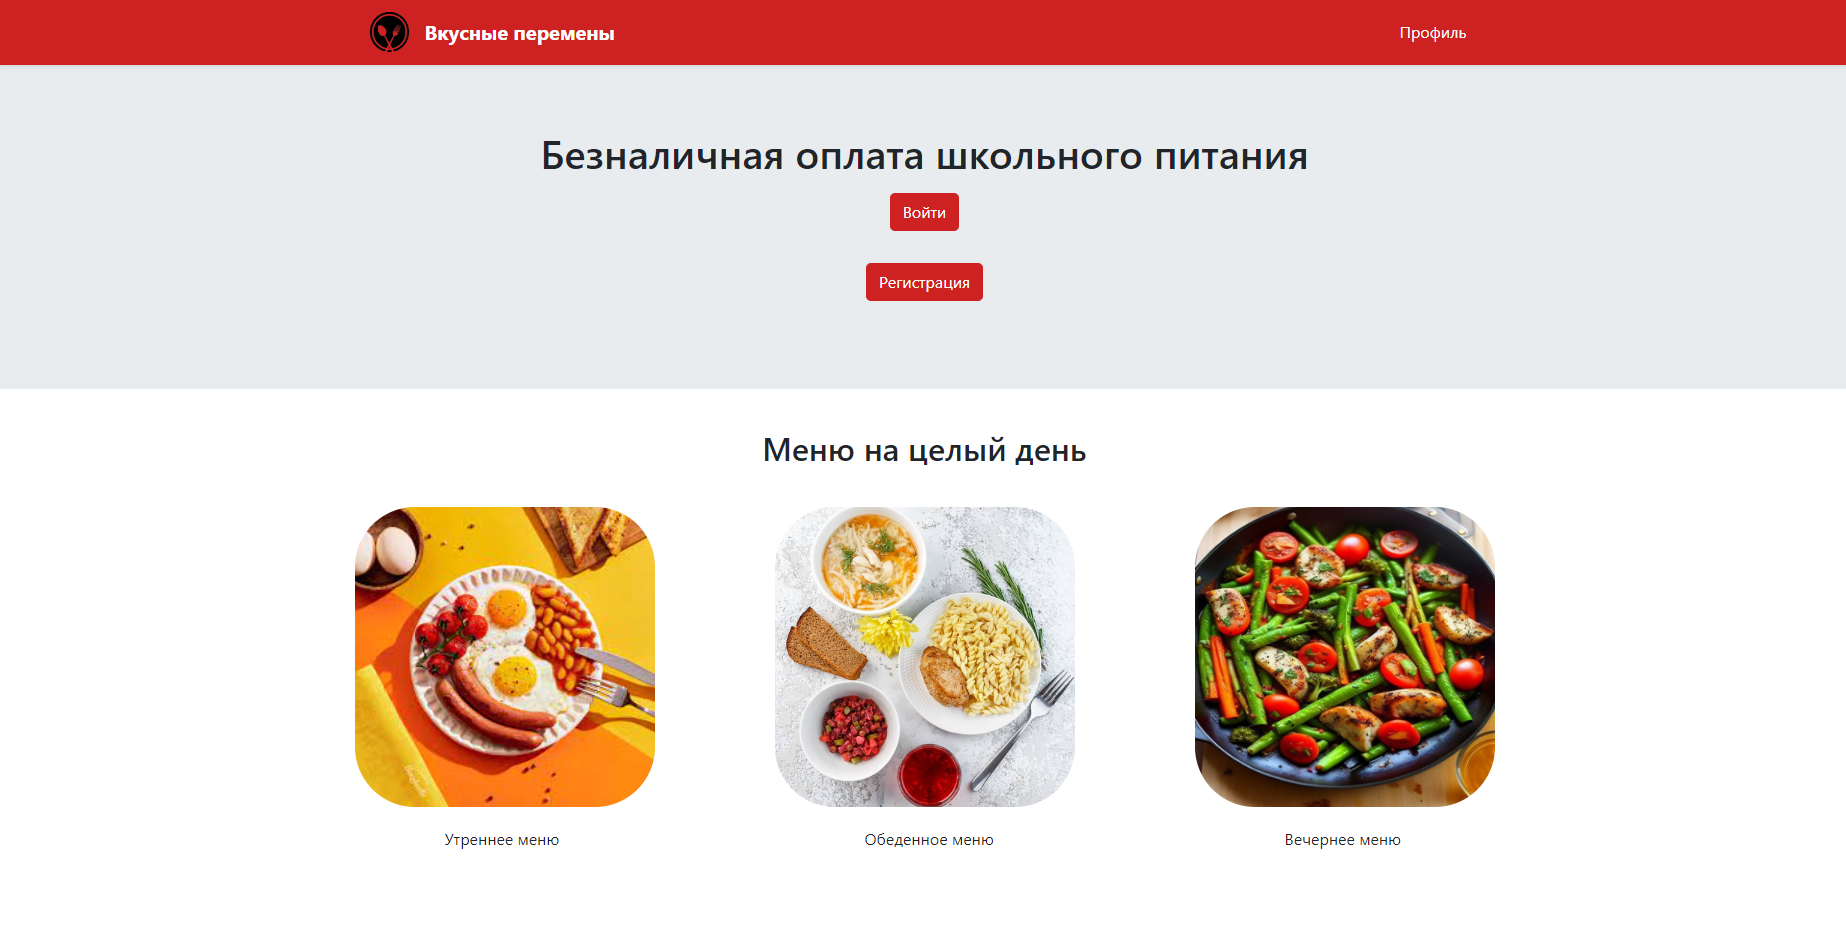 Вкусные перемены
Профиль
Безналичная оплата школьного питания
Войти
Регистрация
Меню на целый день
Утреннее меню
Обеденное меню
Вечернее меню